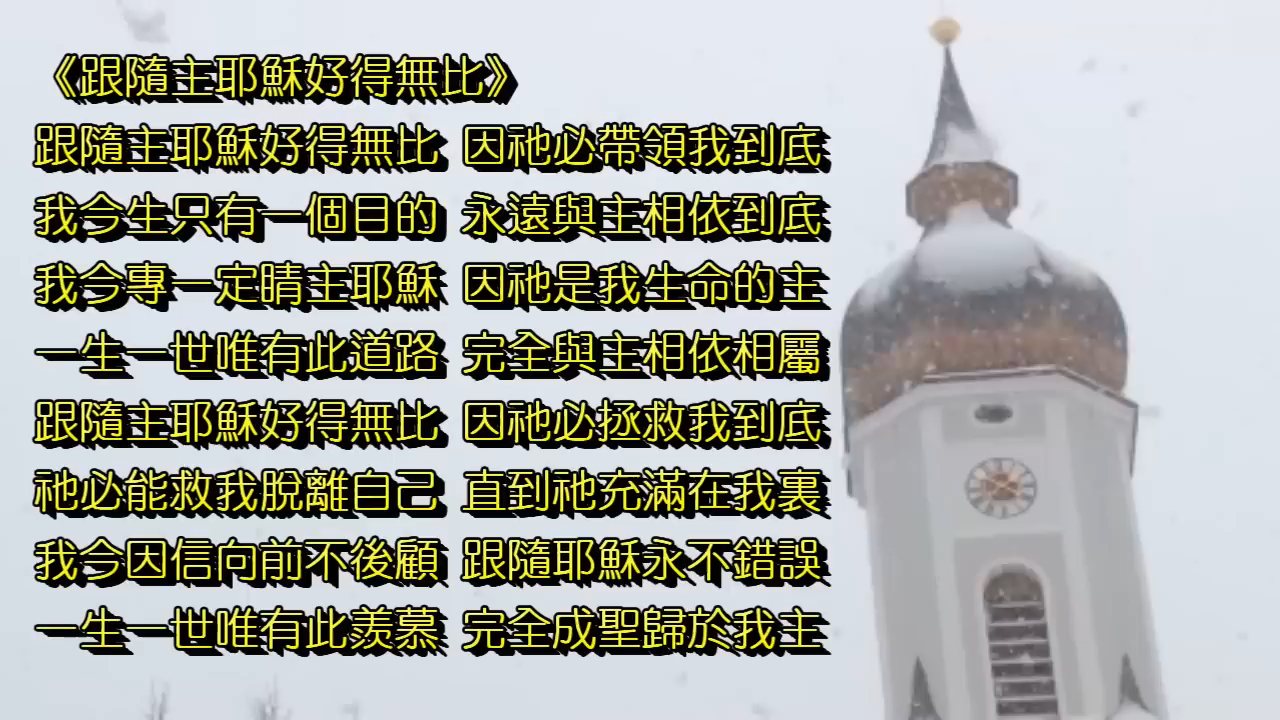 《跟隨主耶穌好得無比》
跟隨主耶穌好得無比 因祂必帶領我到底
我今生只有一個目的 永遠與主相依到底
我今專一定睛主耶穌 因祂是我生命的主
一生一世唯有此道路 完全與主相依相屬
跟隨主耶穌好得無比 因祂必拯救我到底
祂必能救我脫離自己 直到祂充滿在我裏
我今因信向前不後顧 跟隨耶穌永不錯誤
一生一世唯有此羨慕 完全成聖歸於我主